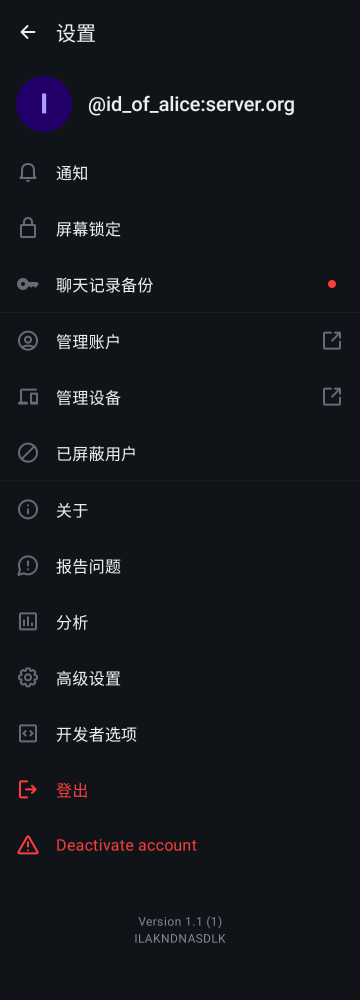 设置
I
@id_of_alice:server.org
通知
屏幕锁定
聊天记录备份
管理账户
管理设备
已屏蔽用户
关于
报告问题
分析
高级设置
开发者选项
登出
Deactivate account
Version 1.1 (1)
ILAKNDNASDLK